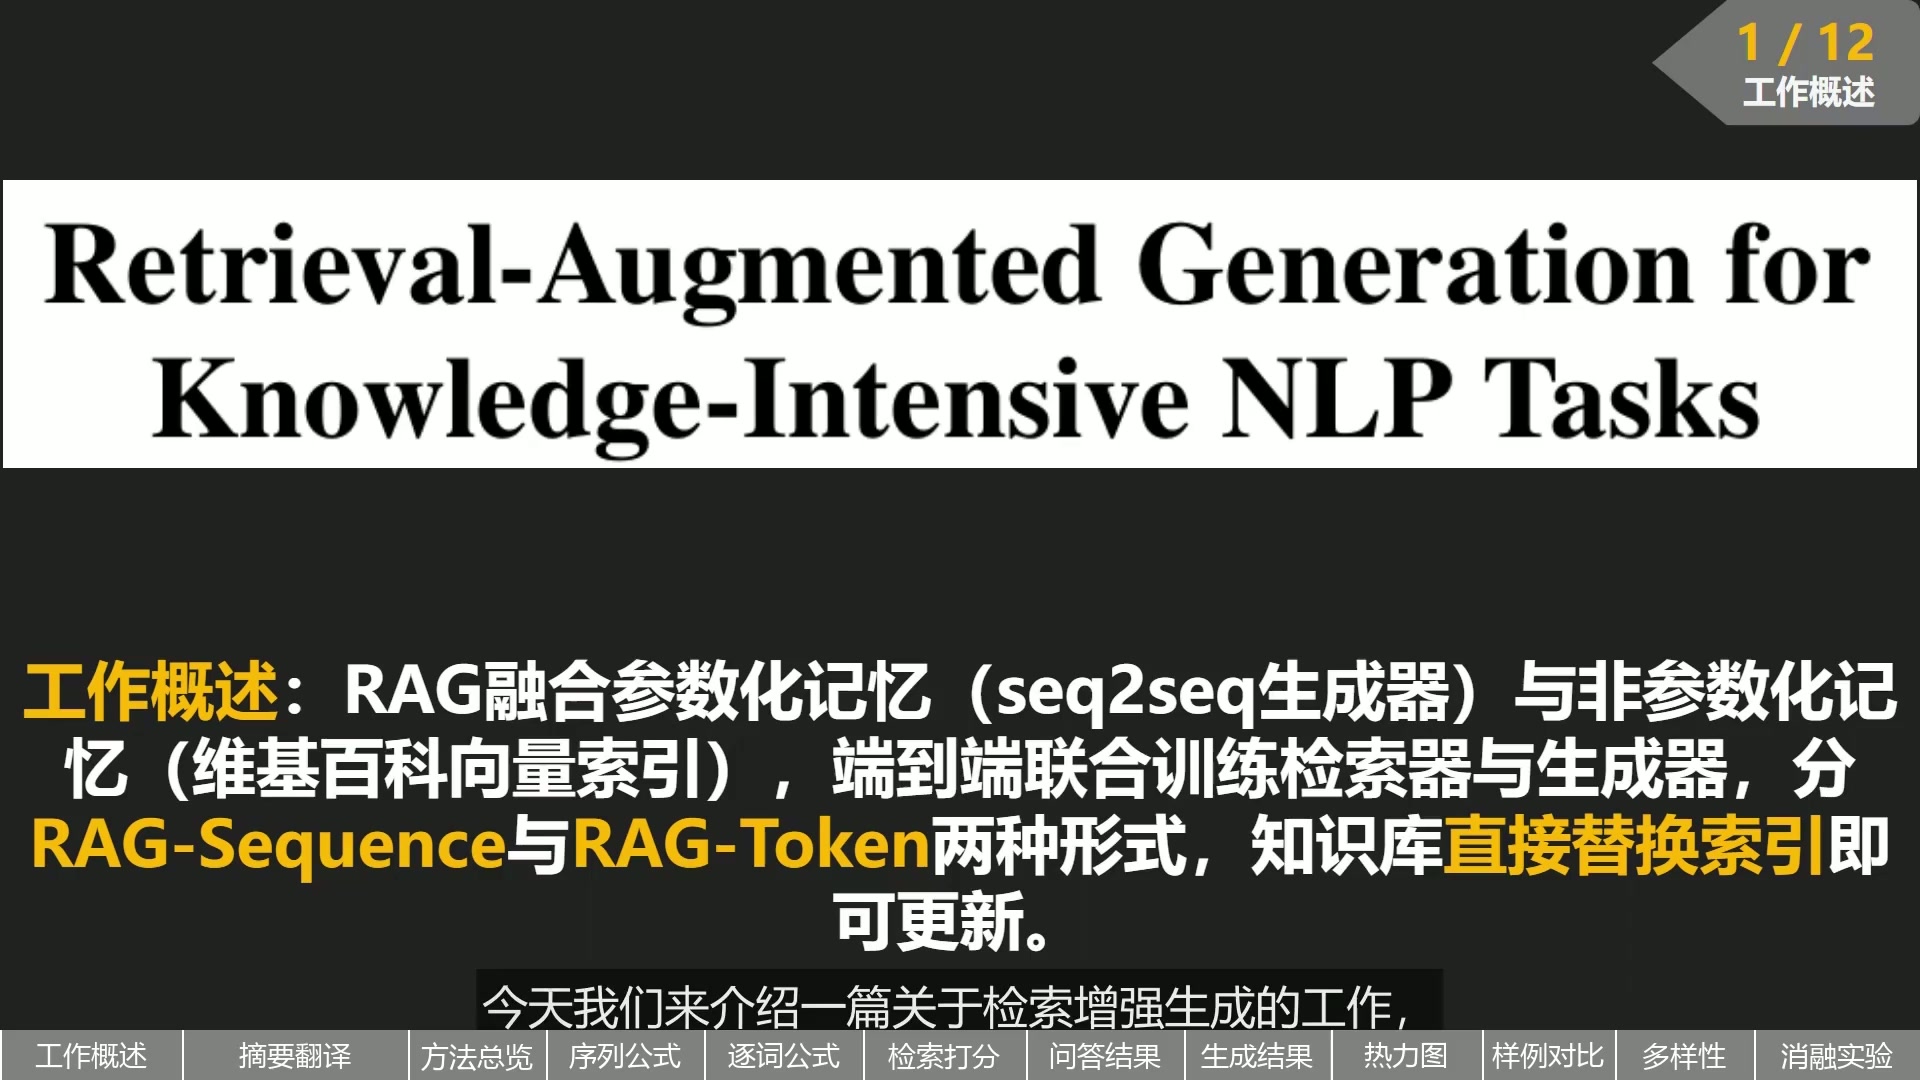 1 / 12
工作概述
Retrieval-Augmented Generation for
Knowledge-Intensive NLP Tasks
工作概述：RAG融合参数化记忆（seq2seq生成器）与非参数化记
忆（维基百科向量索引），端到端联合训练检索器与生成器，分
RAG-Sequence与RAG-Token两种形式，知识库直接替换索引即
可更新。
今天我们来介绍一篇关于检索增强生成的工作，
工作概述 摘要翻译 方法总览 序列公式 逐词公式 检索打分 问答结果 生成结果 热力图 样例对比 多样性 消融实验